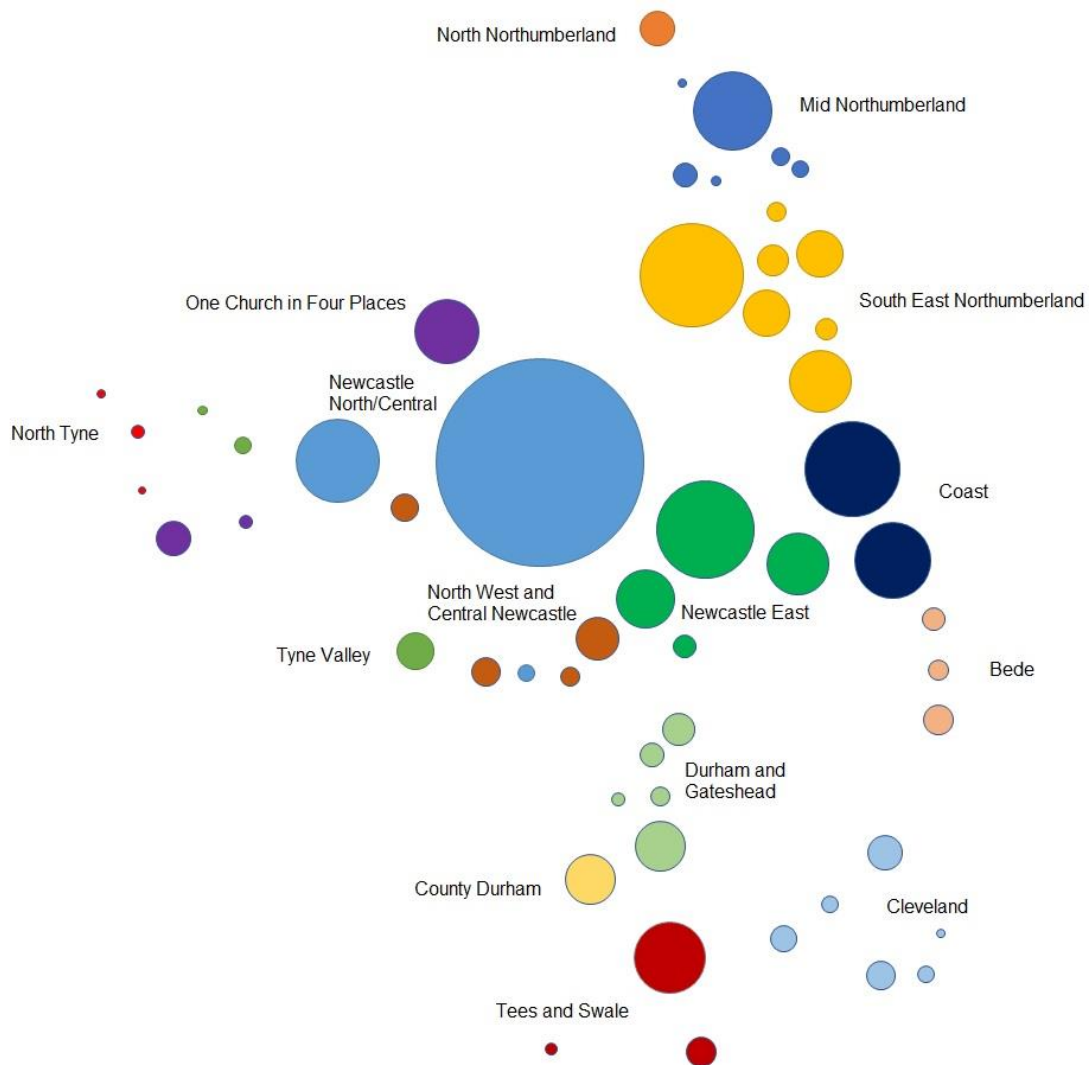 North Northumberland
Mid Northumberland
One Church in Four Places
South East Northumberland
Newcastle
North/Central
North Tyne
Coast
North West and
Central Newcastle
Newcastle East
Tyne Valley
Bede
Durham and
Gateshead
County Durham
Cleveland
Tees and Swale